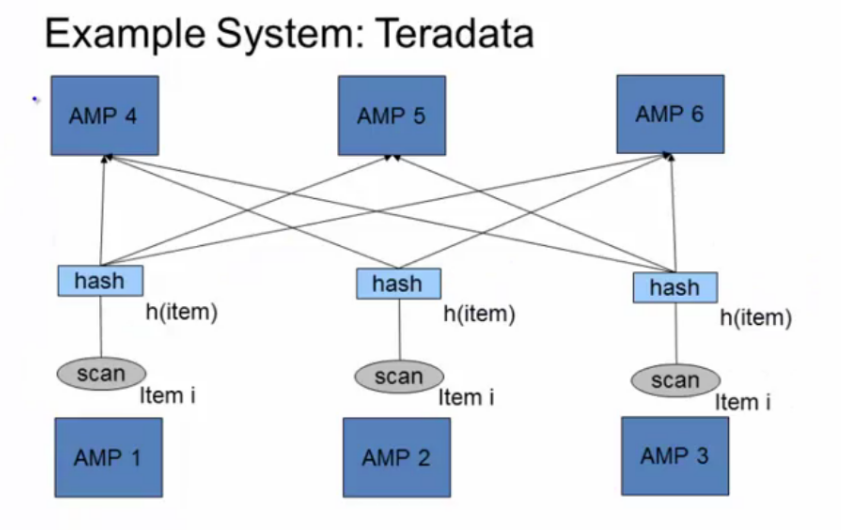 Example System: Teradata
AMP 4
AMP 5
AMP 6
hash
hash
hash
h(item)
h(item)
h(item)
scan
scan
scan
Item i
Item i
Item i
AMP 1
AMP 2
AMP 3